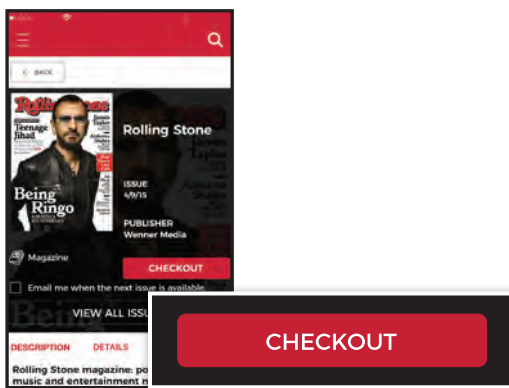 BACK
Rolling Stone
Teenage
Jihad
Being
Ringo
Rolling Stone
ISSUE
4/9/15
PUBLISHER
Wenner Media
Magazine
CHECKOUT
Email me when the next issue is available
VIEW ALL ISSU
DESCRIPTION
DETAILS
Rolling Stone magazine: po
music and entertainment
CHECKOUT